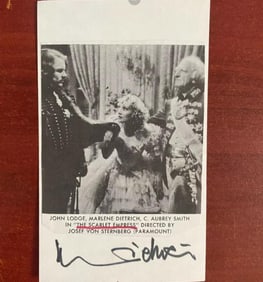 JOHN LODGE, MARLENE DIETRICH, C. AUBREY SMITH
IN "THE SCARLET EMPRESS" DIRECTED BY
JOSEF VON STERNBERG (PARAMOUNT)